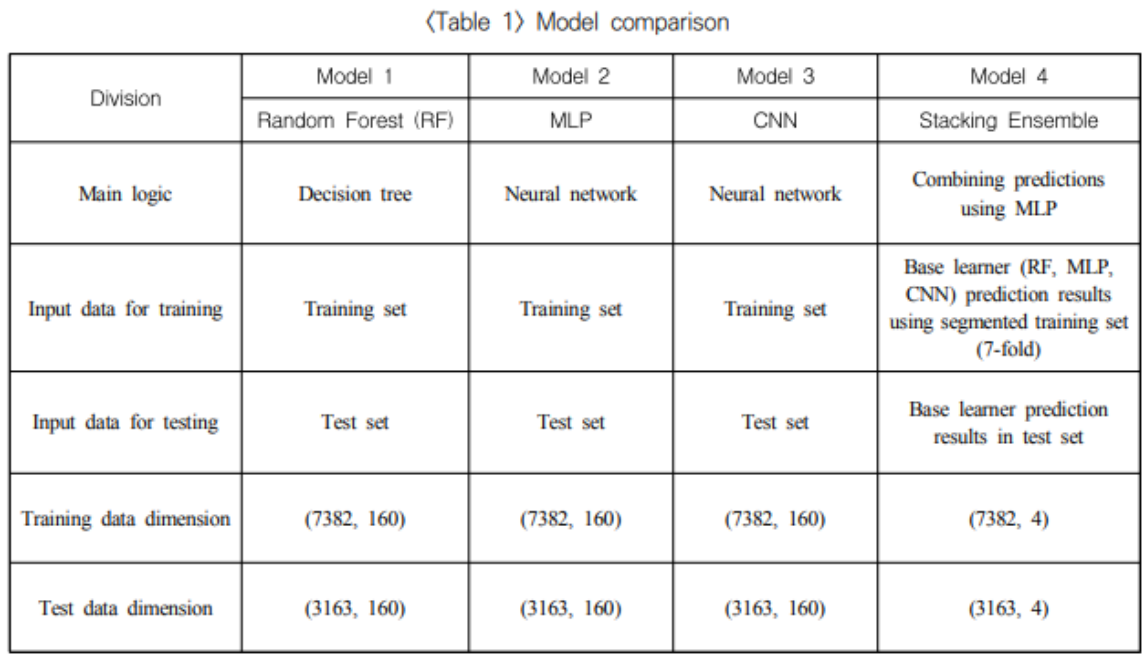 〈Table 1〉 Model comparison
Division
Model 1
Model 2
Model 3
Model 4
Random Forest (RF)
MLP
CNN
Stacking Ensemble
Main logic
Decision tree
Neural network
Neural network
Combining predictions
using MLP
Input data for training
Training set
Training set
Training set
Base learner (RF, MLP,
CNN) prediction results
using segmented training set
(7-fold)
Input data for testing
Test set
Test set
Test set
Base learner prediction
results in test set
Training data dimension
(7382, 160)
(7382, 160)
(7382, 160)
(7382, 4)
Test data dimension
(3163, 160)
(3163, 160)
(3163, 160)
(3163, 4)